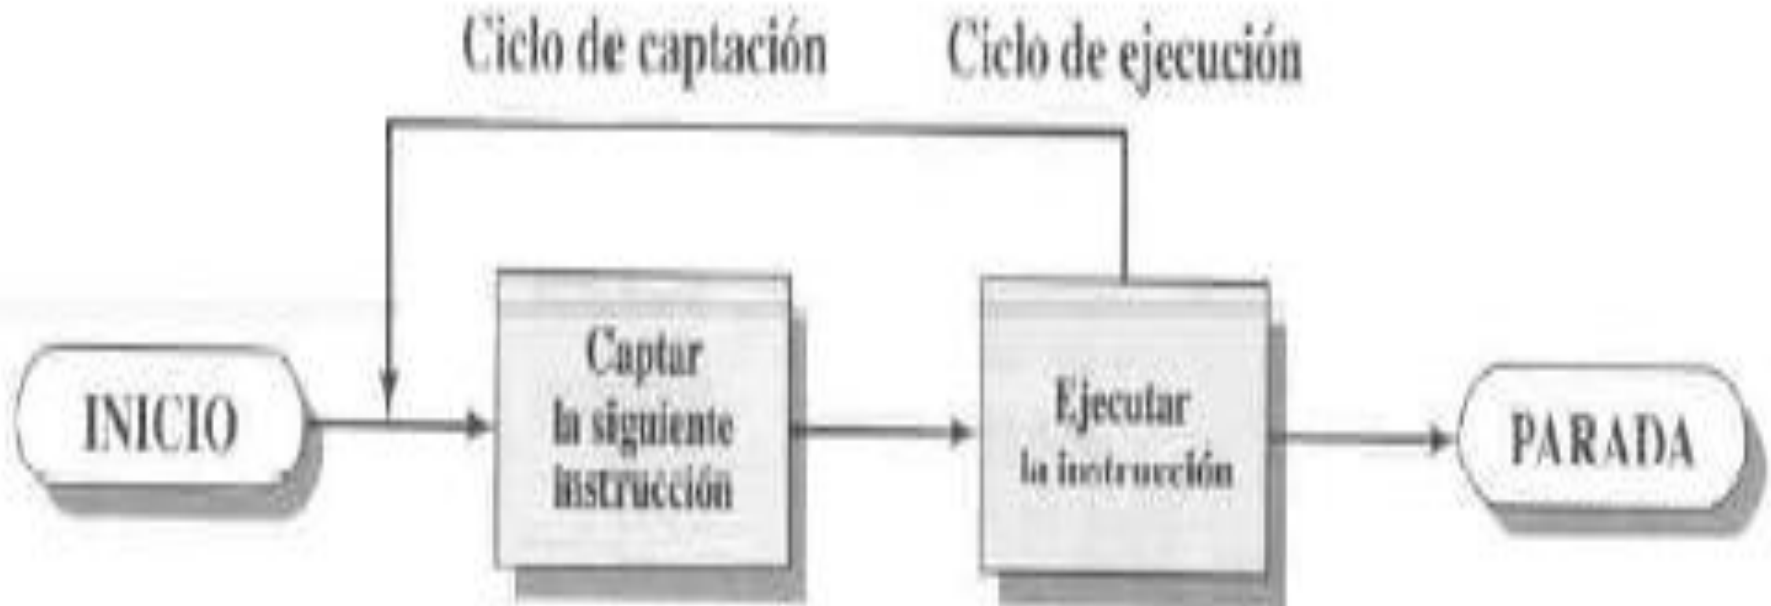 Ciclo de captación
Ciclo de ejecución
INICIO
Captar
la siguiente
instrucción
Ejecutar
la instrucción
PARADA